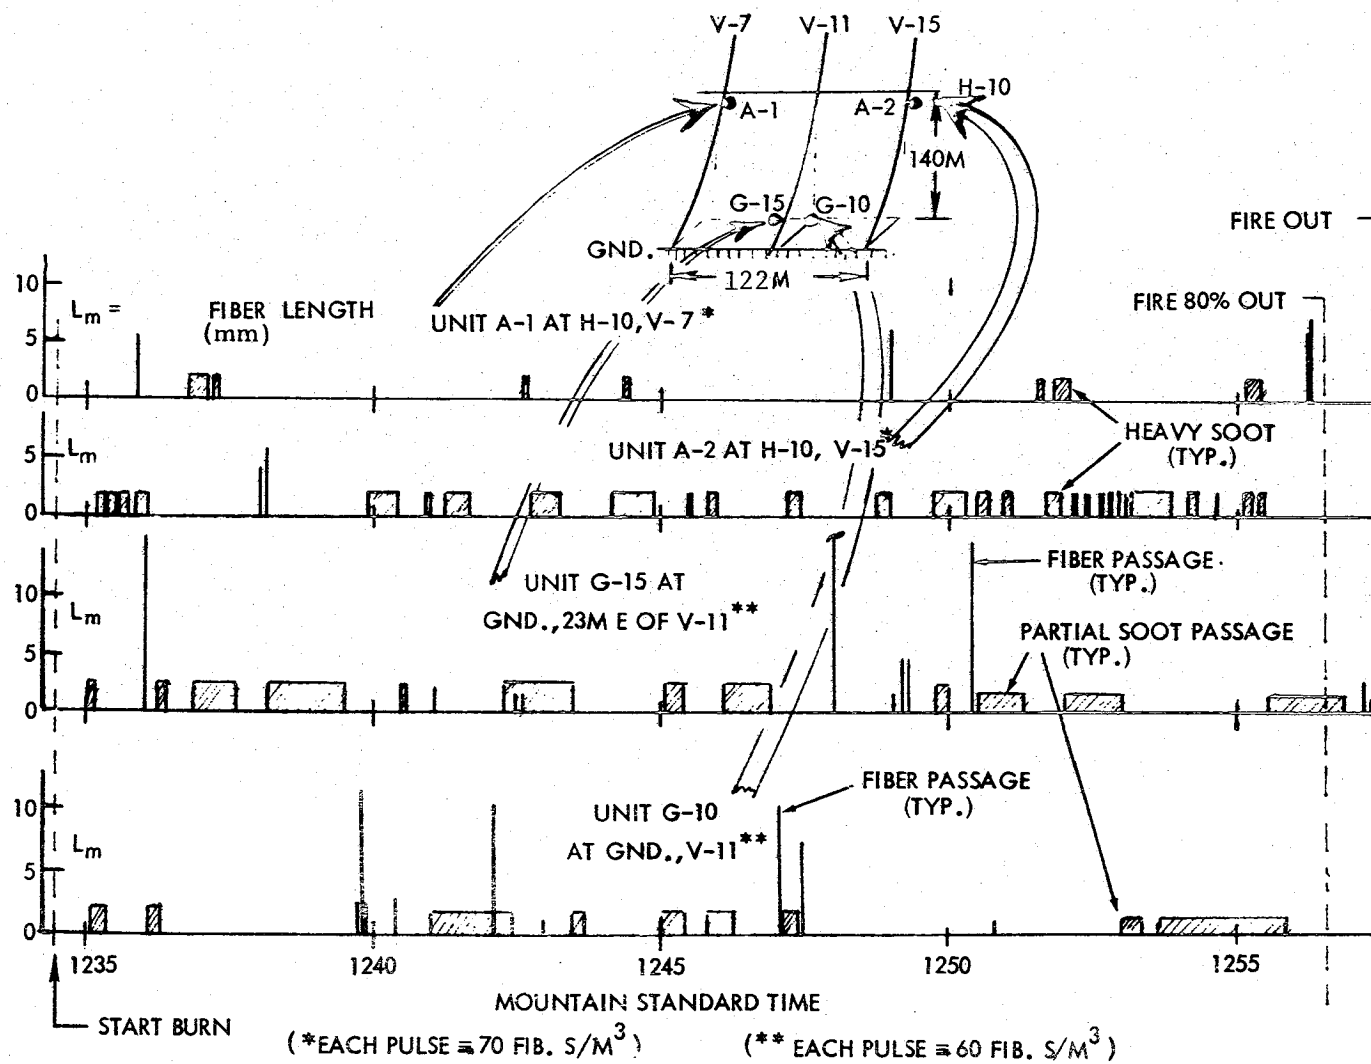 V-7 V-11 V-15
H-10
A-1 A-2
140M
G-15 G-10
FIRE OUT
GND.
122M
10
L_m = FIBER LENGTH
(mm)
FIRE 80% OUT
UNIT A-1 AT H-10, V-7 *
5
0
HEAVY SOOT
(TYP.)
UNIT A-2 AT H-10, V-15*
L_m
5
0
FIBER PASSAGE.
(TYP.)
UNIT G-15 AT
GND., 23M E OF V-11**
10
L_m
PARTIAL SOOT PASSAGE
(TYP.)
5
0
FIBER PASSAGE
(TYP.)
UNIT G-10
AT GND., V-11**
10
L_m
5
0
1235 1240 1245 1250 1255
MOUNTAIN STANDARD TIME
START BURN
(*EACH PULSE ≡ 70 FIB. S/M³) (** EACH PULSE ≡ 60 FIB. S/M³)